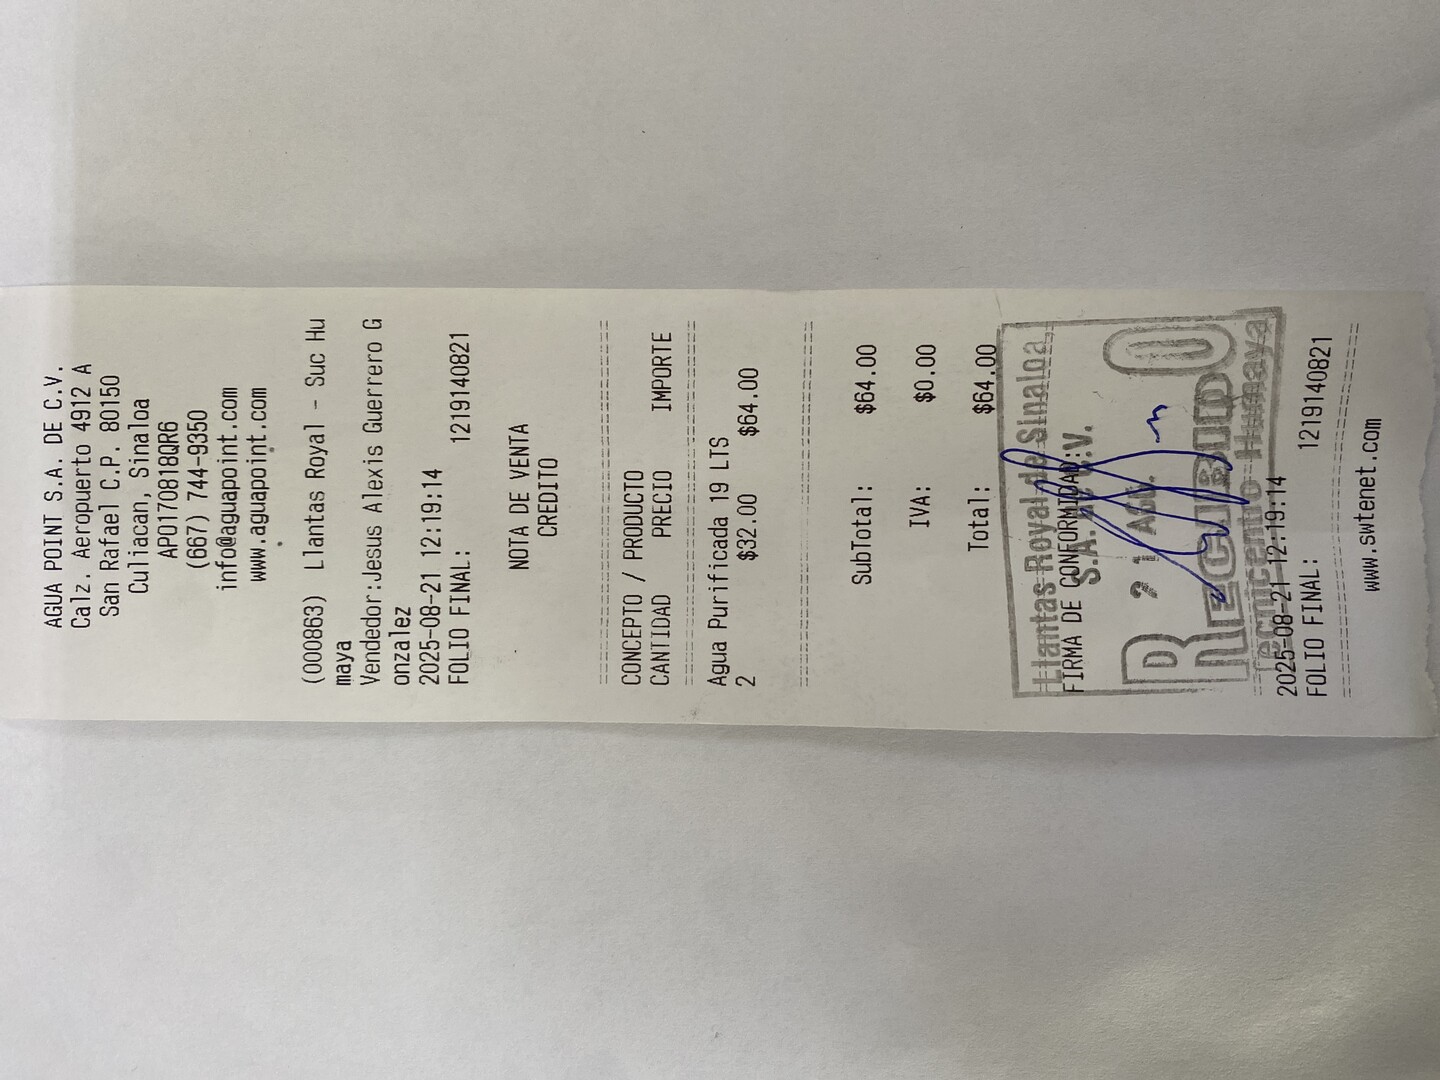 AGUA POINT S.A. DE C.V.
Calz. Aeropuerto 4912 A
San Rafael C.P. 80150
Culiacan, Sinaloa
APO170818QR6
(667) 744-9350
info@aguapoint.com
www.aguapoint.com
(000863) Llantas Royal - Suc Hu
maya
Vendedor:Jesus Alexis Guerrero G
onzalez
2025-08-21 12:19:14
FOLIO FINAL: 1219140821
NOTA DE VENTA
CREDITO
CONCEPTO / PRODUCTO
CANTIDAD PRECIO IMPORTE
Agua Purificada 19 LTS
2 $32.00 $64.00
SubTotal: $64.00
IVA: $0.00
Total: $64.00
Llantas Royal de Sinaloa,
FIRMA DE CONFORMIDAD:
S.A. de C.V.
21 AGO.
RECIBIDO
Tecnicentro Humaya
2025-08-21 12:19:14
FOLIO FINAL: 1219140821
www.swtenet.com